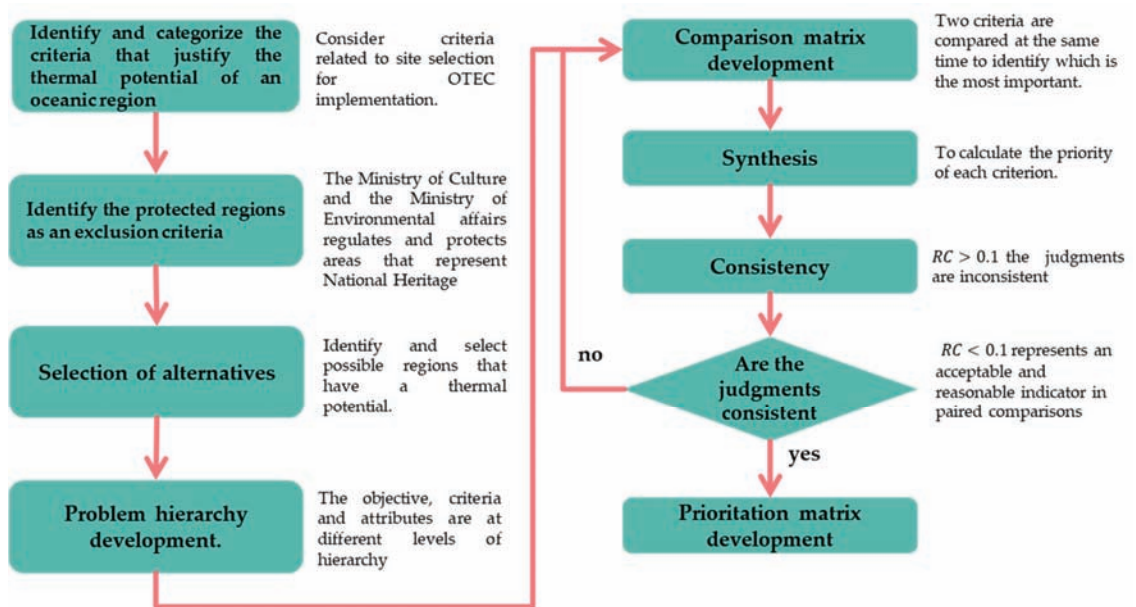 Identify and categorize the
criteria that justify the
thermal potential of an
oceanic region
Consider criteria
related to site selection
for OTEC
implementation.
Identify the protected regions
as an exclusion criteria
The Ministry of Culture
and the Ministry of
Environmental affairs
regulates and protects
areas that represent
National Heritage
Selection of alternatives
Identify and select
possible regions that
have a thermal
potential.
Problem hierarchy
development.
The objective, criteria
and attributes are at
different levels of
hierarchy
Comparison matrix
development
Two criteria are
compared at the same
time to identify which is
the most important.
Synthesis
To calculate the priority
of each criterion.
Consistency
RC > 0.1 the judgments
are inconsistent
no
Are the
judgments
consistent
RC < 0.1 represents an
acceptable and
reasonable indicator in
paired comparisons
yes
Prioritation matrix
development